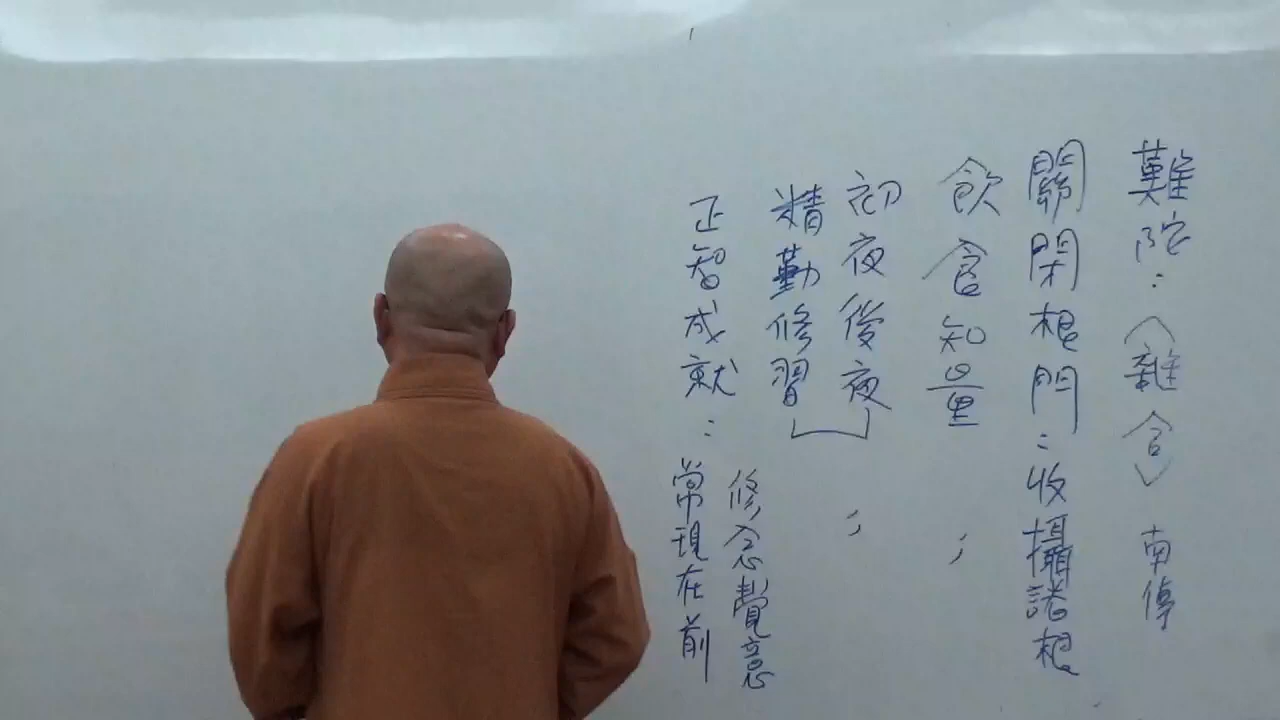 難陀：（雜含）南傳
關閉根門：收攝諸根
飲食知量；
初夜後夜；
精勤修習
正智成就：修念覺意
常現在前